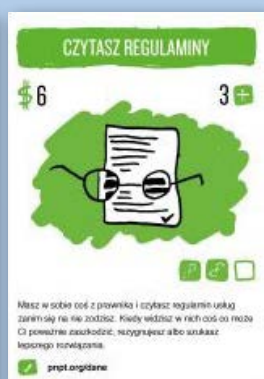 CZYTASZ REGULAMINY
$6 3+
Masz w sobie coś z prawnika i czytasz regulamin usług
zanim się na nie zgodzisz. Kiedy widzisz w nich coś co może
Ci poważnie zaszkodzić, rezygnujesz albo szukasz
lepszego rozwiązania.
pnpt.org/dane